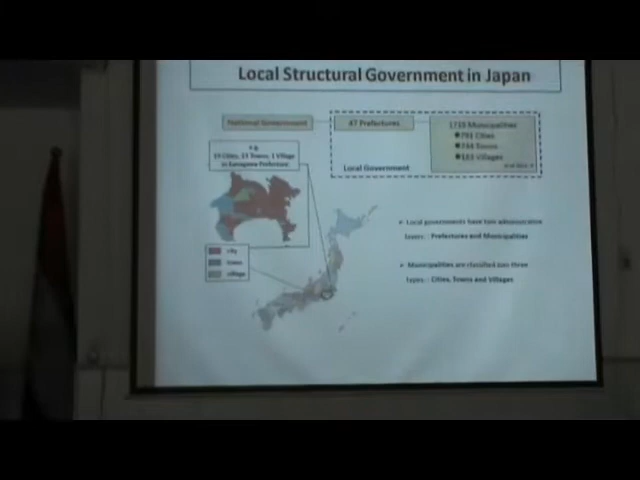 Local Structural Government in Japan
National Government
47 Prefectures
Municipalities
791 Cities
Towns
183 Villages
Local Government
e.g.
19 Cities, 13 Towns, 1 Village
in Kanagawa Prefecture
city
town
village
Local governments have two administrative
layers : Prefectures and Municipalities
Municipalities are classified into three
types : Cities, Towns and Villages